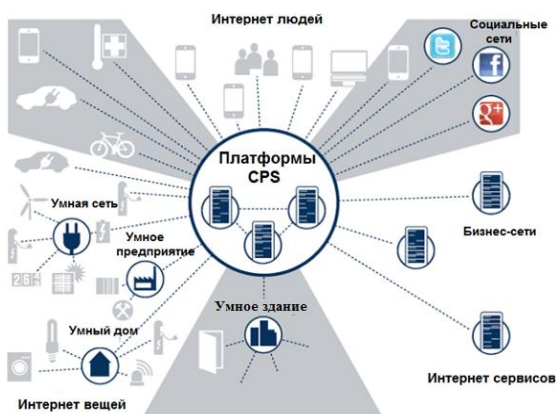 Интернет людей
Социальные
сети
Платформы
CPS
Умная сеть
Умное
предприятие
Бизнес-сети
Умное здание
Умный дом
Интернет сервисов
Интернет вещей